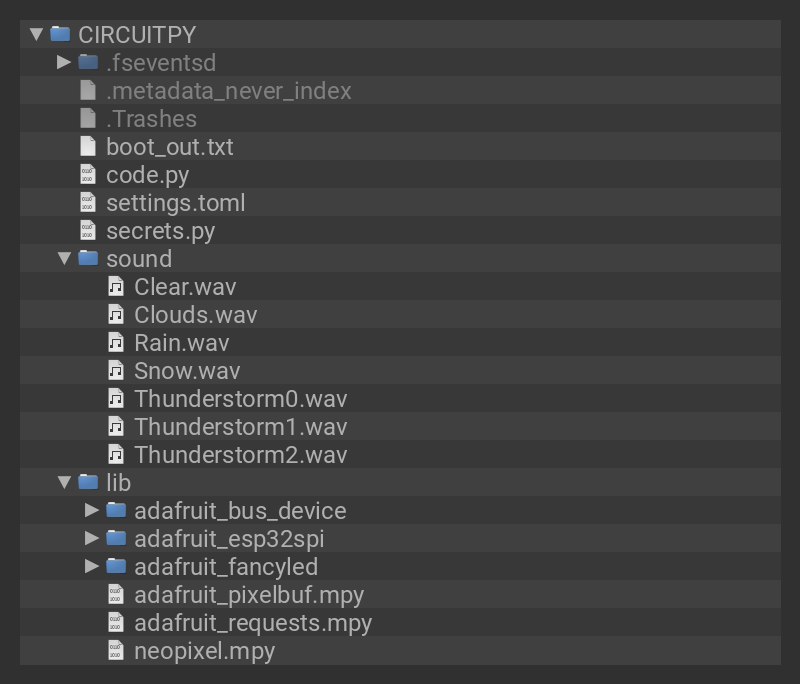 CIRCUITPY
.fseventsd
.metadata_never_index
.Trashes
boot_out.txt
code.py
settings.toml
secrets.py
sound
Clear.wav
Clouds.wav
Rain.wav
Snow.wav
Thunderstorm0.wav
Thunderstorm1.wav
Thunderstorm2.wav
lib
adafruit_bus_device
adafruit_esp32spi
adafruit_fancyled
adafruit_pixelbuf.mpy
adafruit_requests.mpy
neopixel.mpy